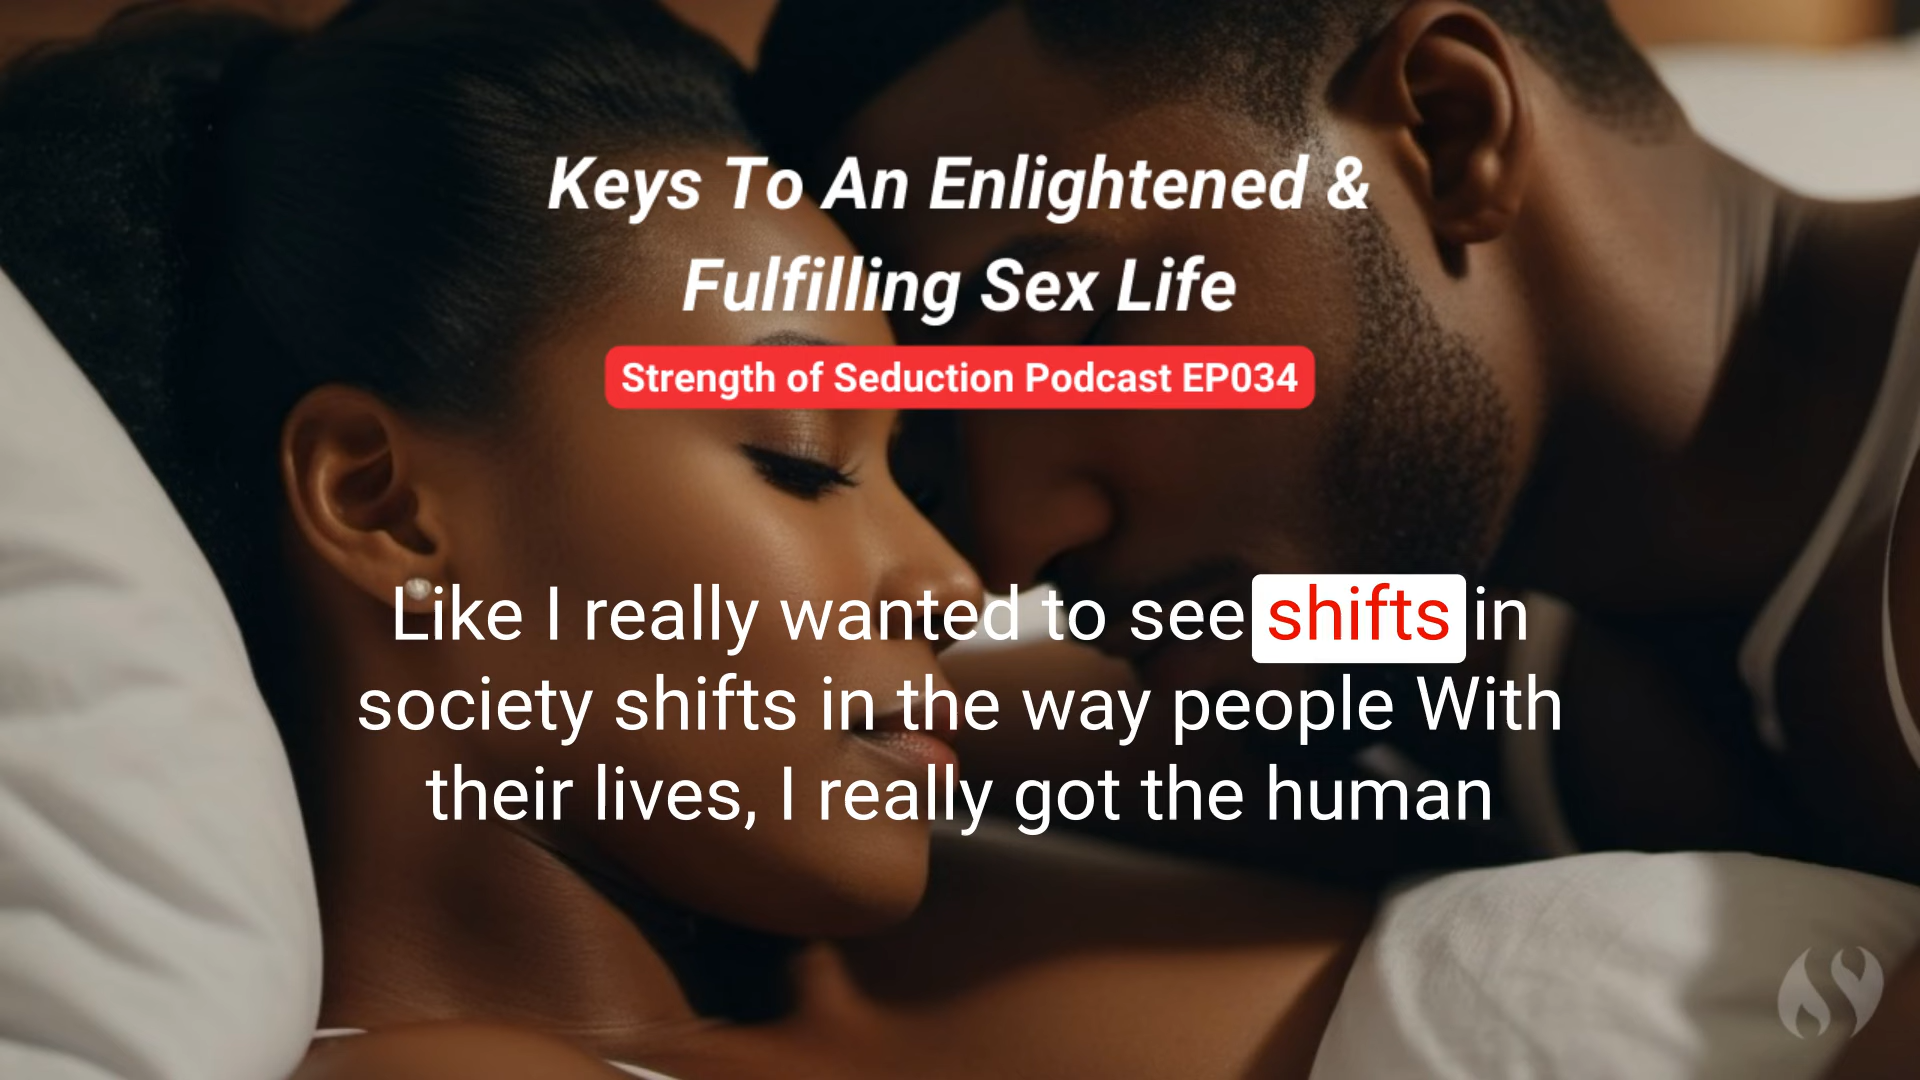 Keys To An Enlightened &
Fulfilling Sex Life
Strength of Seduction Podcast EP034
Like I really wanted to see shifts in
society shifts in the way people With
their lives, I really got the human